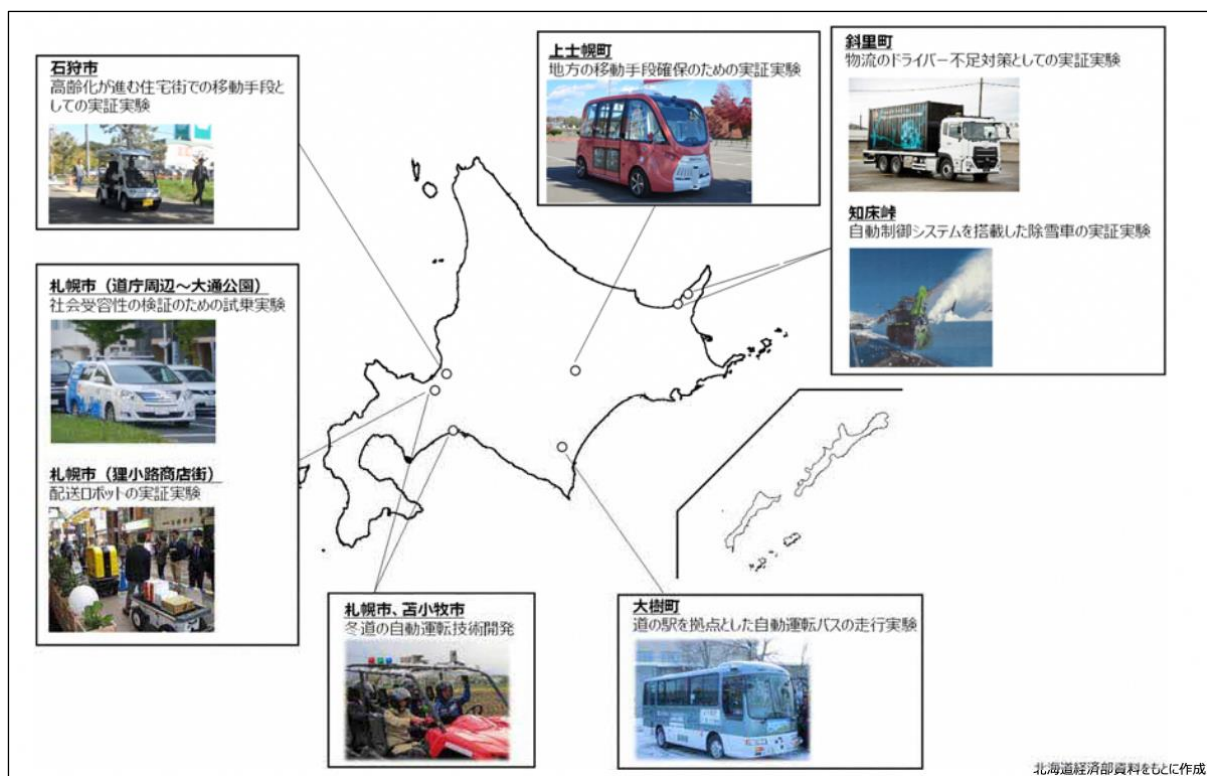 石狩市
高齢化が進む住宅街での移動手段と
しての実証実験
上士幌町
地方の移動手段確保のための実証実験
斜里町
物流のドライバー不足対策としての実証実験
知床峠
自動制御システムを搭載した除雪車の実証実験
札幌市（道庁周辺～大通公園）
社会受容性の検証のための試乗実験
札幌市（狸小路商店街）
配送ロボットの実証実験
札幌市、苫小牧市
冬道の自動運転技術開発
大樹町
道の駅を拠点とした自動運転バスの走行実験
北海道経済部資料をもとに作成